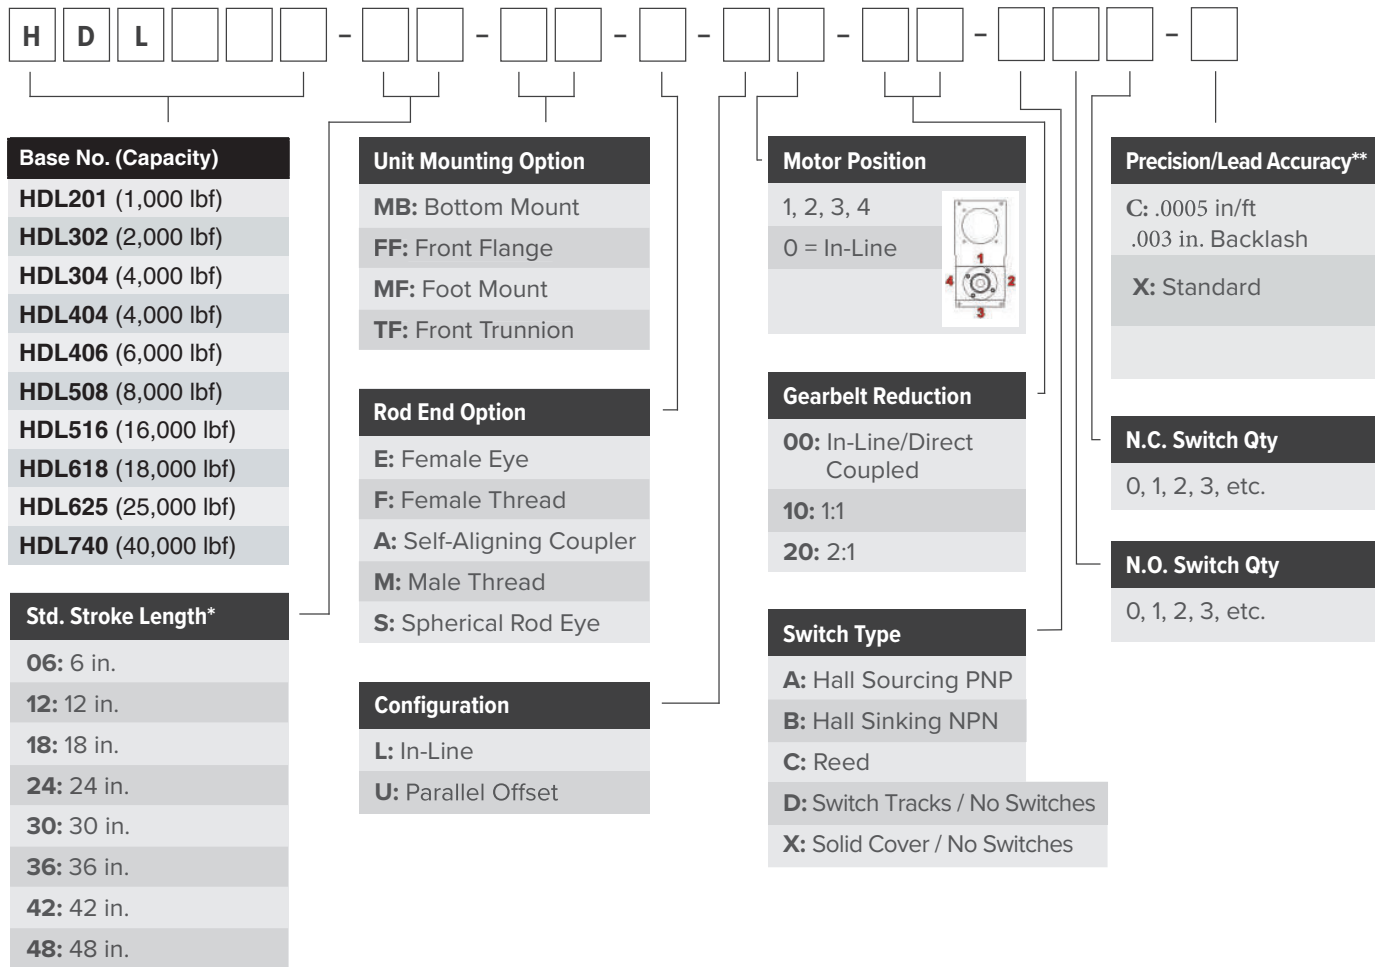 H D L – – – – – – –
Base No. (Capacity)
HDL201 (1,000 lbf)
HDL302 (2,000 lbf)
HDL304 (4,000 lbf)
HDL404 (4,000 lbf)
HDL406 (6,000 lbf)
HDL508 (8,000 lbf)
HDL516 (16,000 lbf)
HDL618 (18,000 lbf)
HDL625 (25,000 lbf)
HDL740 (40,000 lbf)
Std. Stroke Length*
06: 6 in.
12: 12 in.
18: 18 in.
24: 24 in.
30: 30 in.
36: 36 in.
42: 42 in.
48: 48 in.
Unit Mounting Option
MB: Bottom Mount
FF: Front Flange
MF: Foot Mount
TF: Front Trunnion
Rod End Option
E: Female Eye
F: Female Thread
A: Self-Aligning Coupler
M: Male Thread
S: Spherical Rod Eye
Configuration
L: In-Line
U: Parallel Offset
Motor Position
1, 2, 3, 4
0 = In-Line
1
4 2
3
Gearbelt Reduction
00: In-Line/Direct
Coupled
10: 1:1
20: 2:1
Switch Type
A: Hall Sourcing PNP
B: Hall Sinking NPN
C: Reed
D: Switch Tracks / No Switches
X: Solid Cover / No Switches
Precision/Lead Accuracy**
C: .0005 in/ft
.003 in. Backlash
X: Standard
N.C. Switch Qty
0, 1, 2, 3, etc.
N.O. Switch Qty
0, 1, 2, 3, etc.